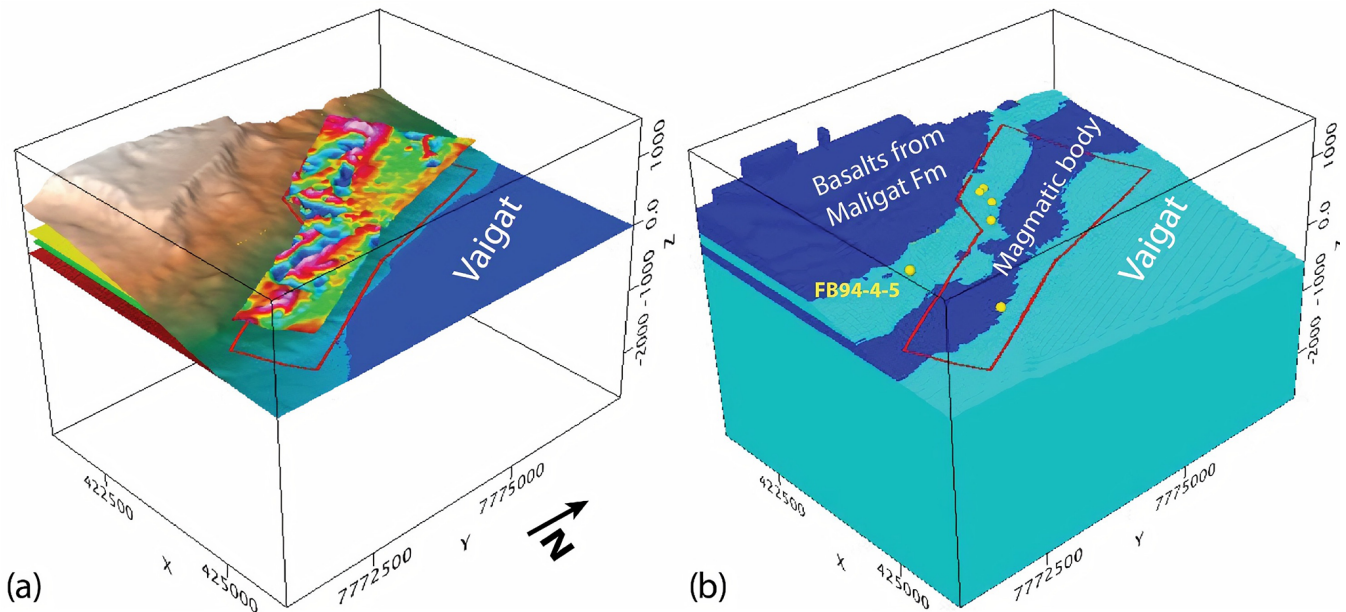 Vaigat
1000
0.0
-1000
-2000
Z
422500
425000
X
7775000
7772500
Y
N
(a)
Basalts from
Maligat Fm
Magmatic body
Vaigat
FB94-4-5
1000
0.0
-1000
-2000
422500
425000
X
7775000
7772500
Y
(b)